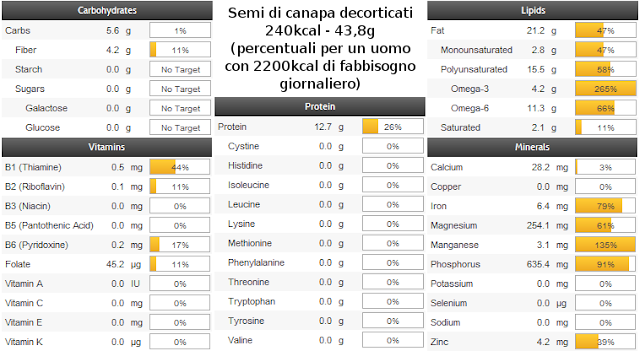 Carbohydrates
Carbs 5.6 g 1%
Fiber 4.2 g 11%
Starch 0.0 g No Target
Sugars 0.0 g No Target
Galactose 0.0 g No Target
Glucose 0.0 g No Target
Vitamins
B1 (Thiamine) 0.5 mg 44%
B2 (Riboflavin) 0.1 mg 11%
B3 (Niacin) 0.0 mg 0%
B5 (Pantothenic Acid) 0.0 mg 0%
B6 (Pyridoxine) 0.2 mg 17%
Folate 45.2 µg 11%
Vitamin A 0.0 IU 0%
Vitamin C 0.0 mg 0%
Vitamin E 0.0 mg 0%
Vitamin K 0.0 µg 0%
Semi di canapa decorticati
240kcal - 43,8g
(percentuali per un uomo
con 2200kcal di fabbisogno
giornaliero)
Protein
Protein 12.7 g 26%
Cystine 0.0 g 0%
Histidine 0.0 g 0%
Isoleucine 0.0 g 0%
Leucine 0.0 g 0%
Lysine 0.0 g 0%
Methionine 0.0 g 0%
Phenylalanine 0.0 g 0%
Threonine 0.0 g 0%
Tryptophan 0.0 g 0%
Tyrosine 0.0 g 0%
Valine 0.0 g 0%
Lipids
Fat 21.2 g 47%
Monounsaturated 2.8 g 47%
Polyunsaturated 15.5 g 58%
Omega-3 4.2 g 265%
Omega-6 11.3 g 66%
Saturated 2.1 g 11%
Minerals
Calcium 28.2 mg 3%
Copper 0.0 mg 0%
Iron 6.4 mg 79%
Magnesium 254.1 mg 61%
Manganese 3.1 mg 135%
Phosphorus 635.4 mg 91%
Potassium 0.0 mg 0%
Selenium 0.0 µg 0%
Sodium 0.0 mg 0%
Zinc 4.2 mg 39%